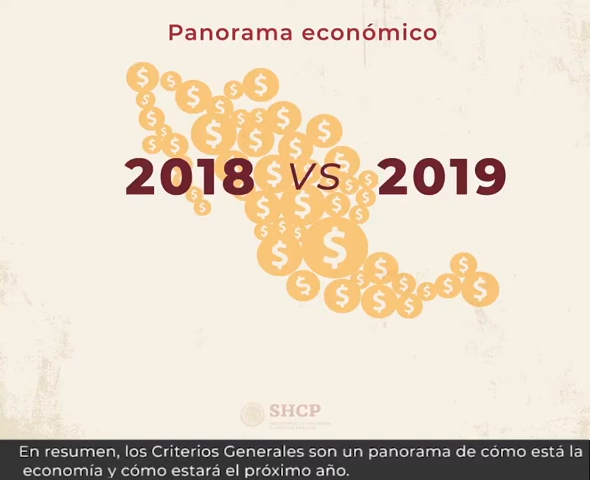 Panorama económico
2018 VS 2019
SHCP
En resumen, los Criterios Generales son un panorama de cómo está la
economía y cómo estará el próximo año.